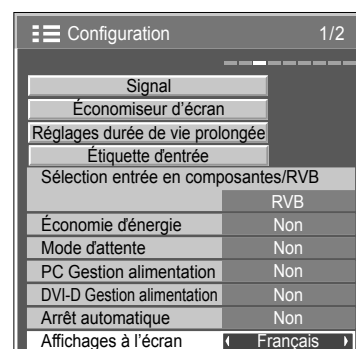 Configuration 1/2
Signal
Économiseur d'écran
Réglages durée de vie prolongée
Étiquette d'entrée
Sélection entrée en composantes/RVB
RVB
Économie d'énergie Non
Mode d'attente Non
PC Gestion alimentation Non
DVI-D Gestion alimentation Non
Arrêt automatique Non
Affichages à l'écran Français